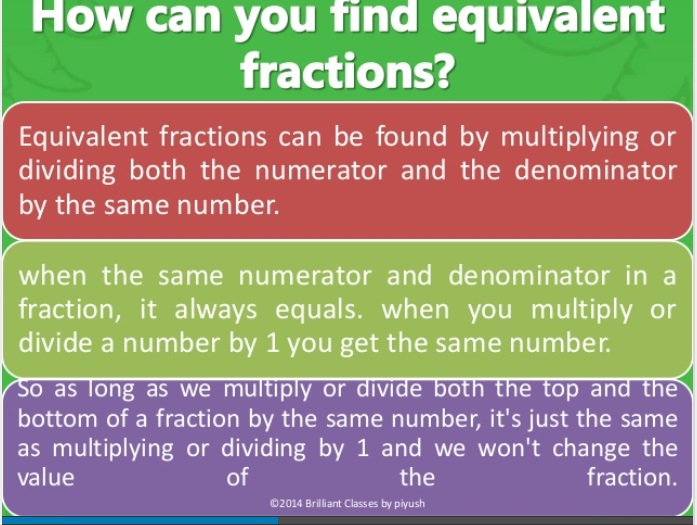 How can you find equivalent
fractions?
Equivalent fractions can be found by multiplying or
dividing both the numerator and the denominator
by the same number.
when the same numerator and denominator in a
fraction, it always equals. when you multiply or
divide a number by 1 you get the same number.
So as long as we multiply or divide both the top and the
bottom of a fraction by the same number, it's just the same
as multiplying or dividing by 1 and we won't change the
value of the fraction.
©2014 Brilliant Classes by piyush